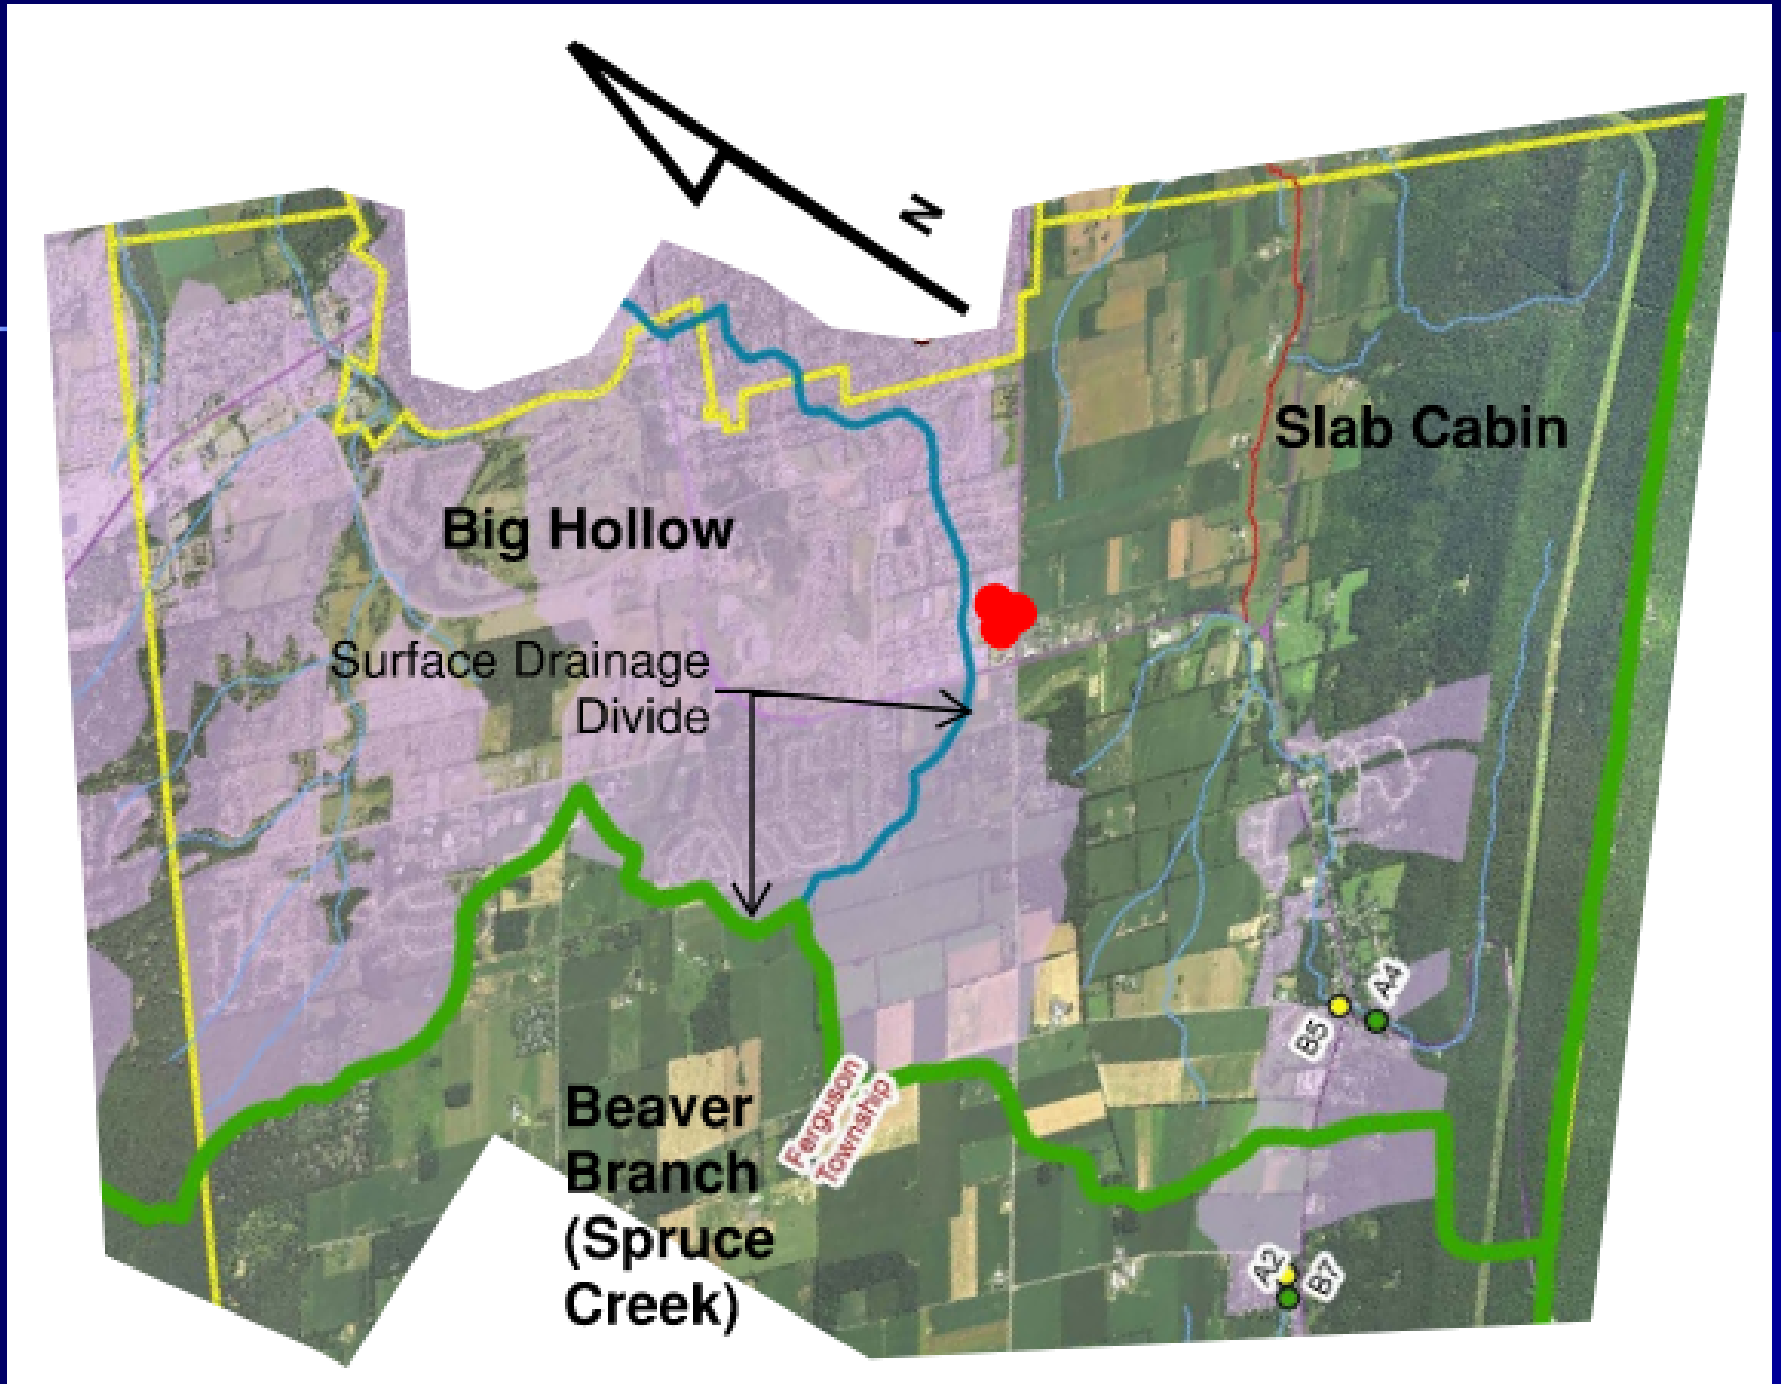 N
Slab Cabin
Big Hollow
Surface Drainage
Divide
A4
B5
Ferguson
Township
Beaver
Branch
(Spruce
Creek)
A2
B7